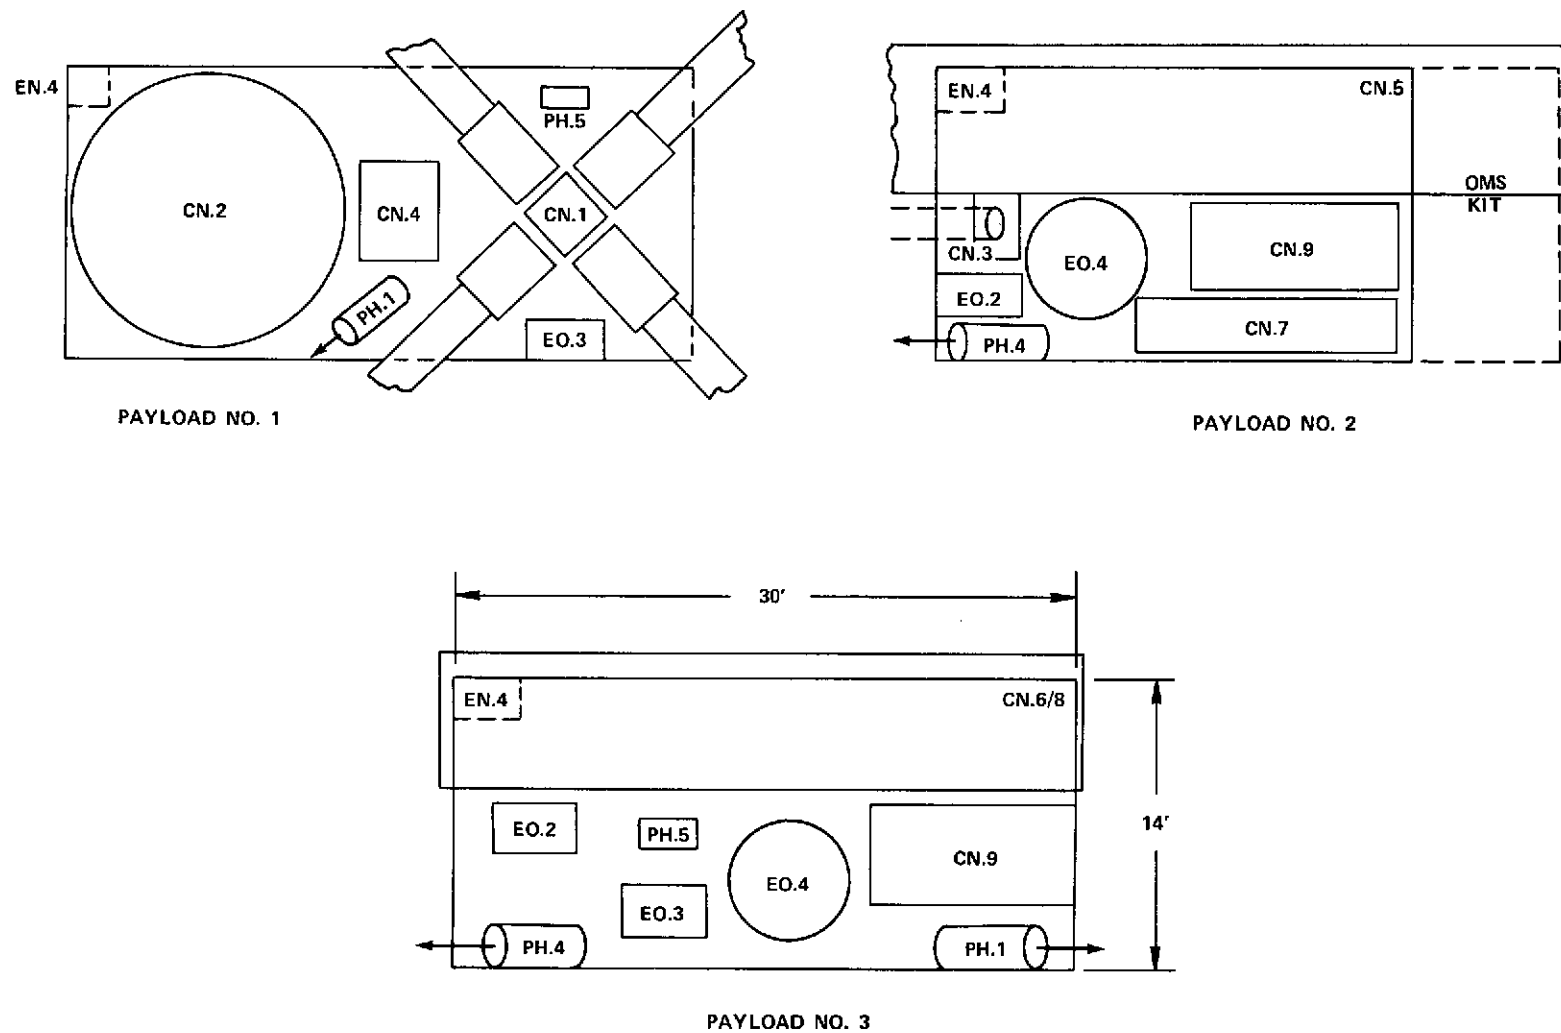 EN.4
PH.5
CN.2
CN.4
CN.1
PH.1
EO.3
PAYLOAD NO. 1
EN.4
CN.5
OMS
KIT
CN.3
EO.4
CN.9
EO.2
CN.7
PH.4
PAYLOAD NO. 2
30'
EN.4
CN.6/8
14'
EO.2
PH.5
CN.9
EO.4
EO.3
PH.4
PH.1
PAYLOAD NO. 3